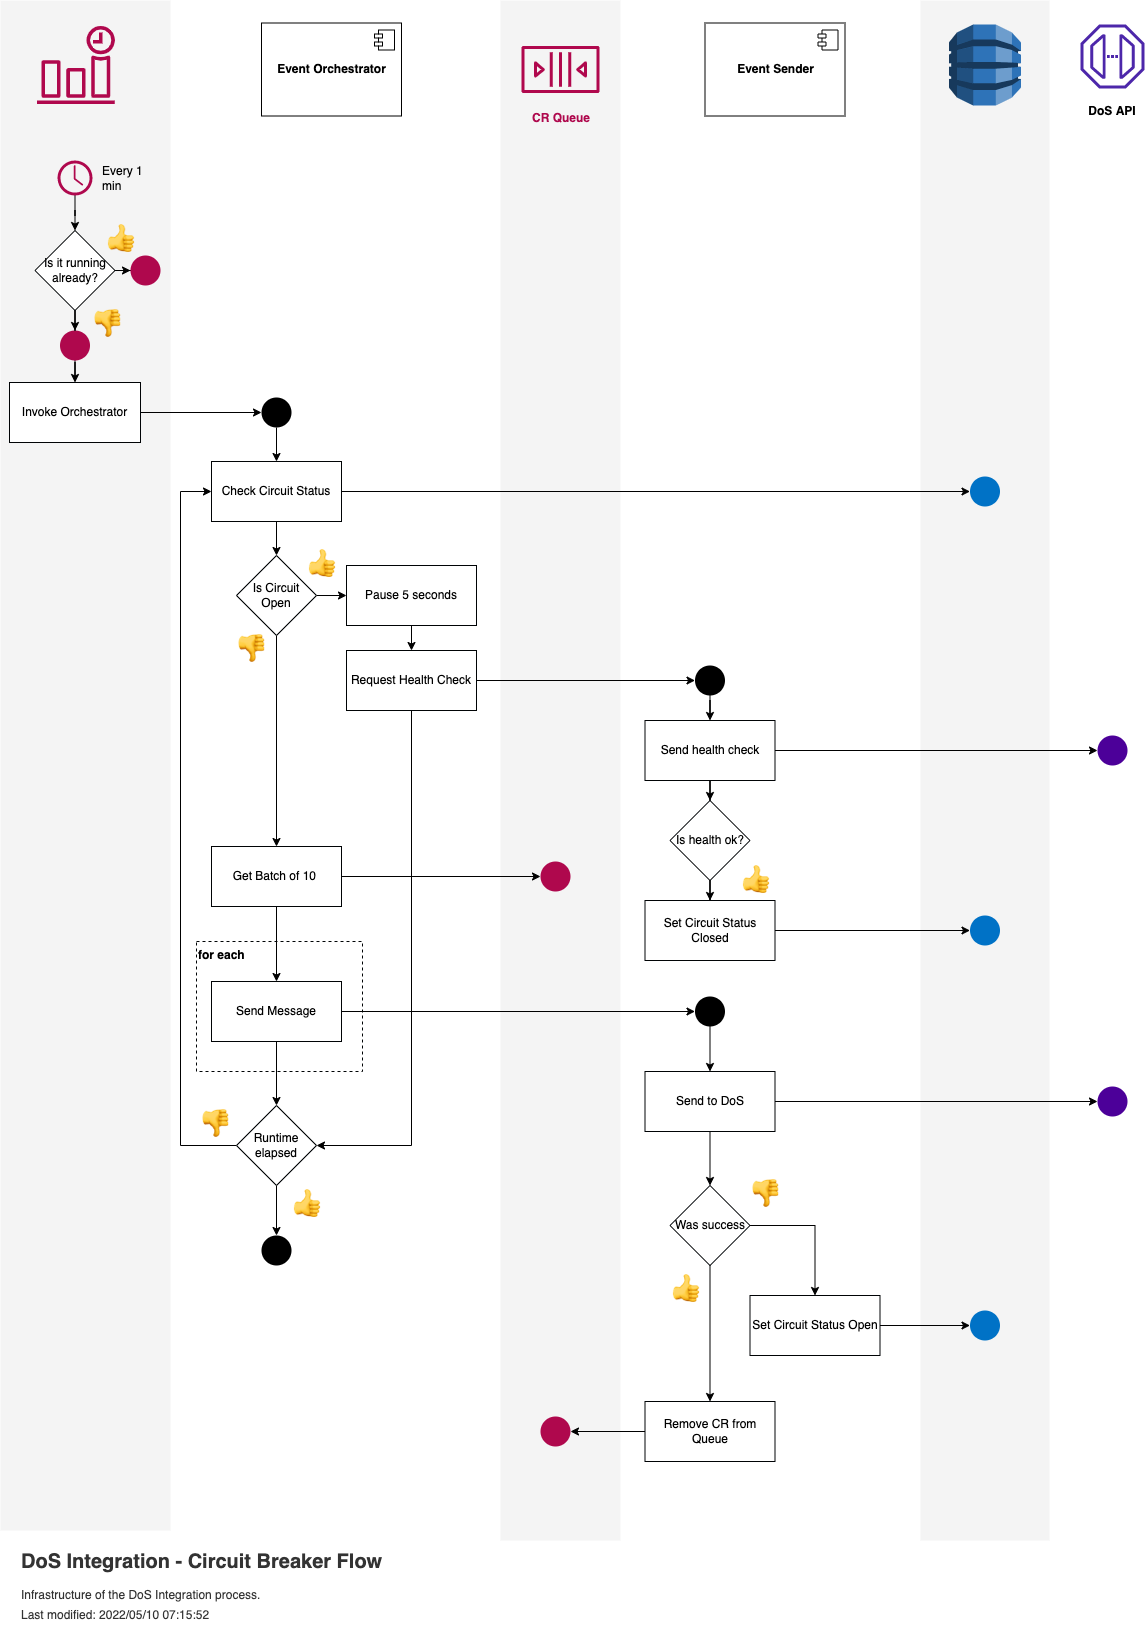 Event Orchestrator
CR Queue
Event Sender
DoS API
Every 1
min
Is it running
already?
Invoke Orchestrator
Check Circuit Status
Is Circuit
Open
Pause 5 seconds
Request Health Check
Send health check
Is health ok?
Get Batch of 10
Set Circuit Status
Closed
for each
Send Message
Send to DoS
Runtime
elapsed
Was success
Set Circuit Status Open
Remove CR from
Queue
DoS Integration - Circuit Breaker Flow
Infrastructure of the DoS Integration process.
Last modified: 2022/05/10 07:15:52